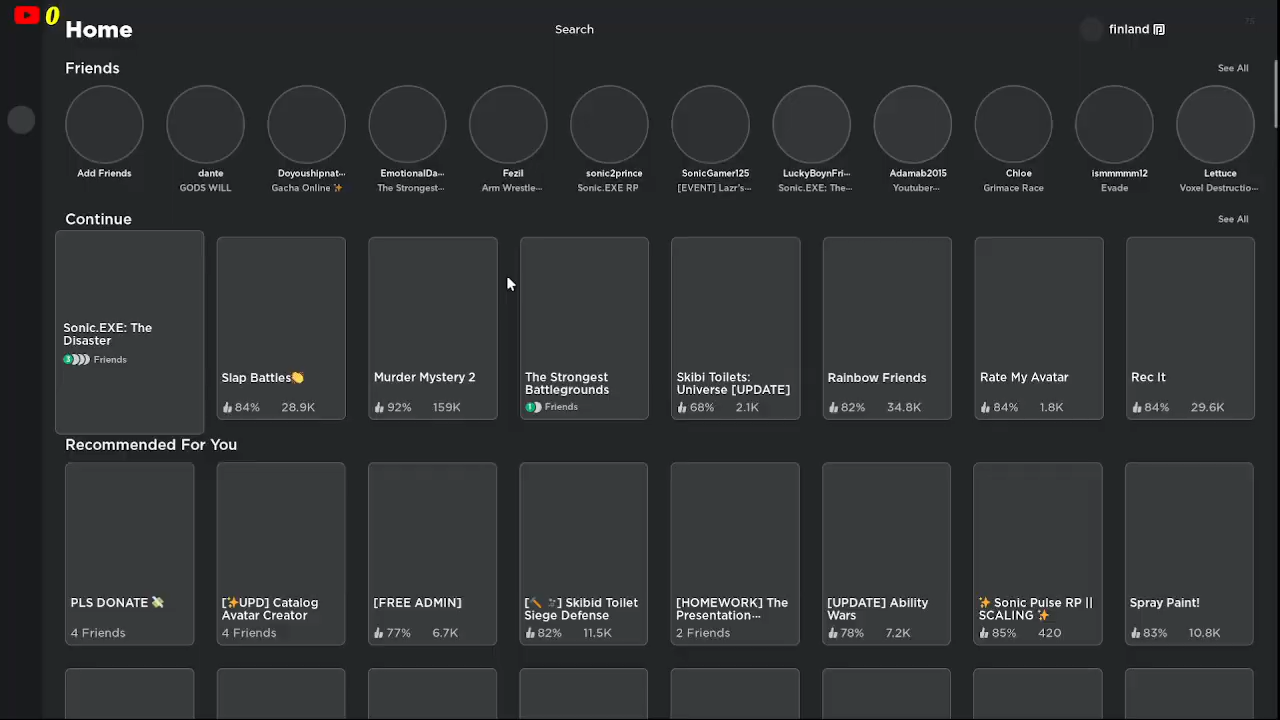 0
Home
Search
finland
75
Friends
See All
Add Friends
dante
GODS WILL
Doyoushipnat...
Gacha Online ✨
EmotionalDa...
The Strongest...
Fezil
Arm Wrestle...
sonic2prince
Sonic.EXE RP
SonicGamer125
[EVENT] Lazr's...
LuckyBoynFri...
Sonic.EXE: The...
Adamab2015
Youtuber...
Chloe
Grimace Race
ismmmmm12
Evade
Lettuce
Voxel Destructio...
Continue
See All
Sonic.EXE: The
Disaster
3 Friends
Slap Battles👏
84% 28.9K
Murder Mystery 2
92% 159K
The Strongest
Battlegrounds
1 Friends
Skibi Toilets:
Universe [UPDATE]
68% 2.1K
Rainbow Friends
82% 34.8K
Rate My Avatar
84% 1.8K
Rec It
84% 29.6K
Recommended For You
PLS DONATE 💸
4 Friends
[✨UPD] Catalog
Avatar Creator
4 Friends
[FREE ADMIN]
77% 6.7K
[🔨] Skibid Toilet
Siege Defense
82% 11.5K
[HOMEWORK] The
Presentation...
2 Friends
[UPDATE] Ability
Wars
78% 7.2K
✨ Sonic Pulse RP ||
SCALING ✨
85% 420
Spray Paint!
83% 10.8K